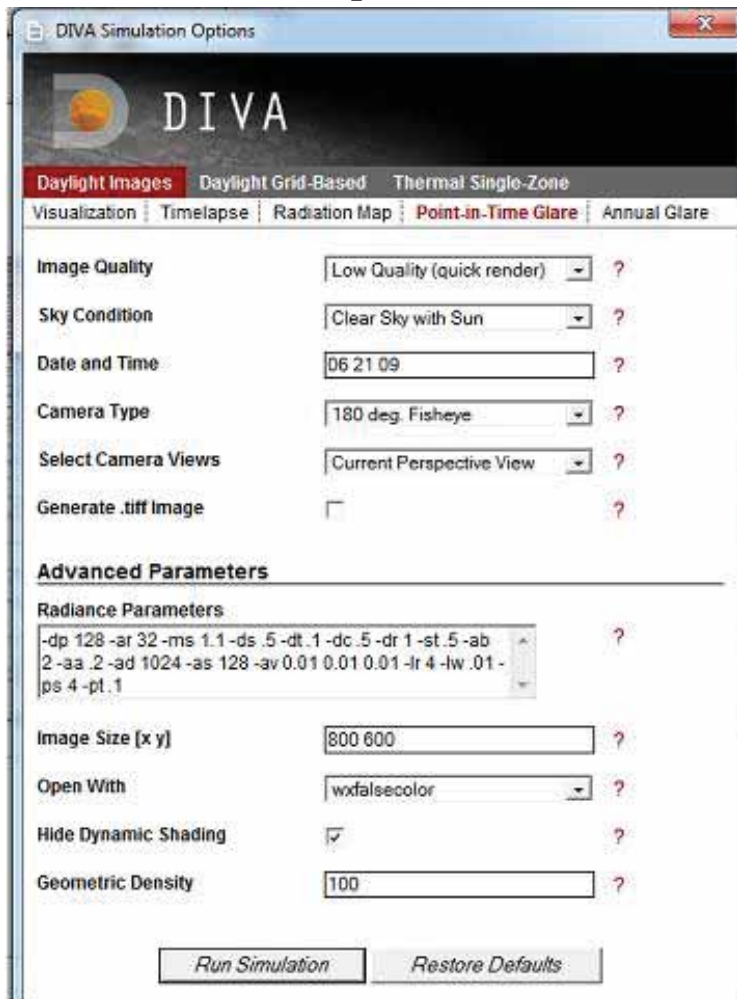 DIVA Simulation Options
DIVA
Daylight Images Daylight Grid-Based Thermal Single-Zone
Visualization Timelapse Radiation Map Point-in-Time Glare Annual Glare
Image Quality Low Quality (quick render) ?
Sky Condition Clear Sky with Sun ?
Date and Time 06 21 09 ?
Camera Type 180 deg. Fisheye ?
Select Camera Views Current Perspective View ?
Generate .tiff Image ?
Advanced Parameters
Radiance Parameters
-dp 128 -ar 32 -ms 1.1 -ds .5 -dt .1 -dc .5 -dr 1 -st .5 -ab ?
2 -aa .2 -ad 1024 -as 128 -av 0.01 0.01 0.01 -lr 4 -lw .01 -
ps 4 -pt .1
Image Size [x y] 800 600 ?
Open With wxfalsecolor ?
Hide Dynamic Shading ?
Geometric Density 100 ?
Run Simulation Restore Defaults